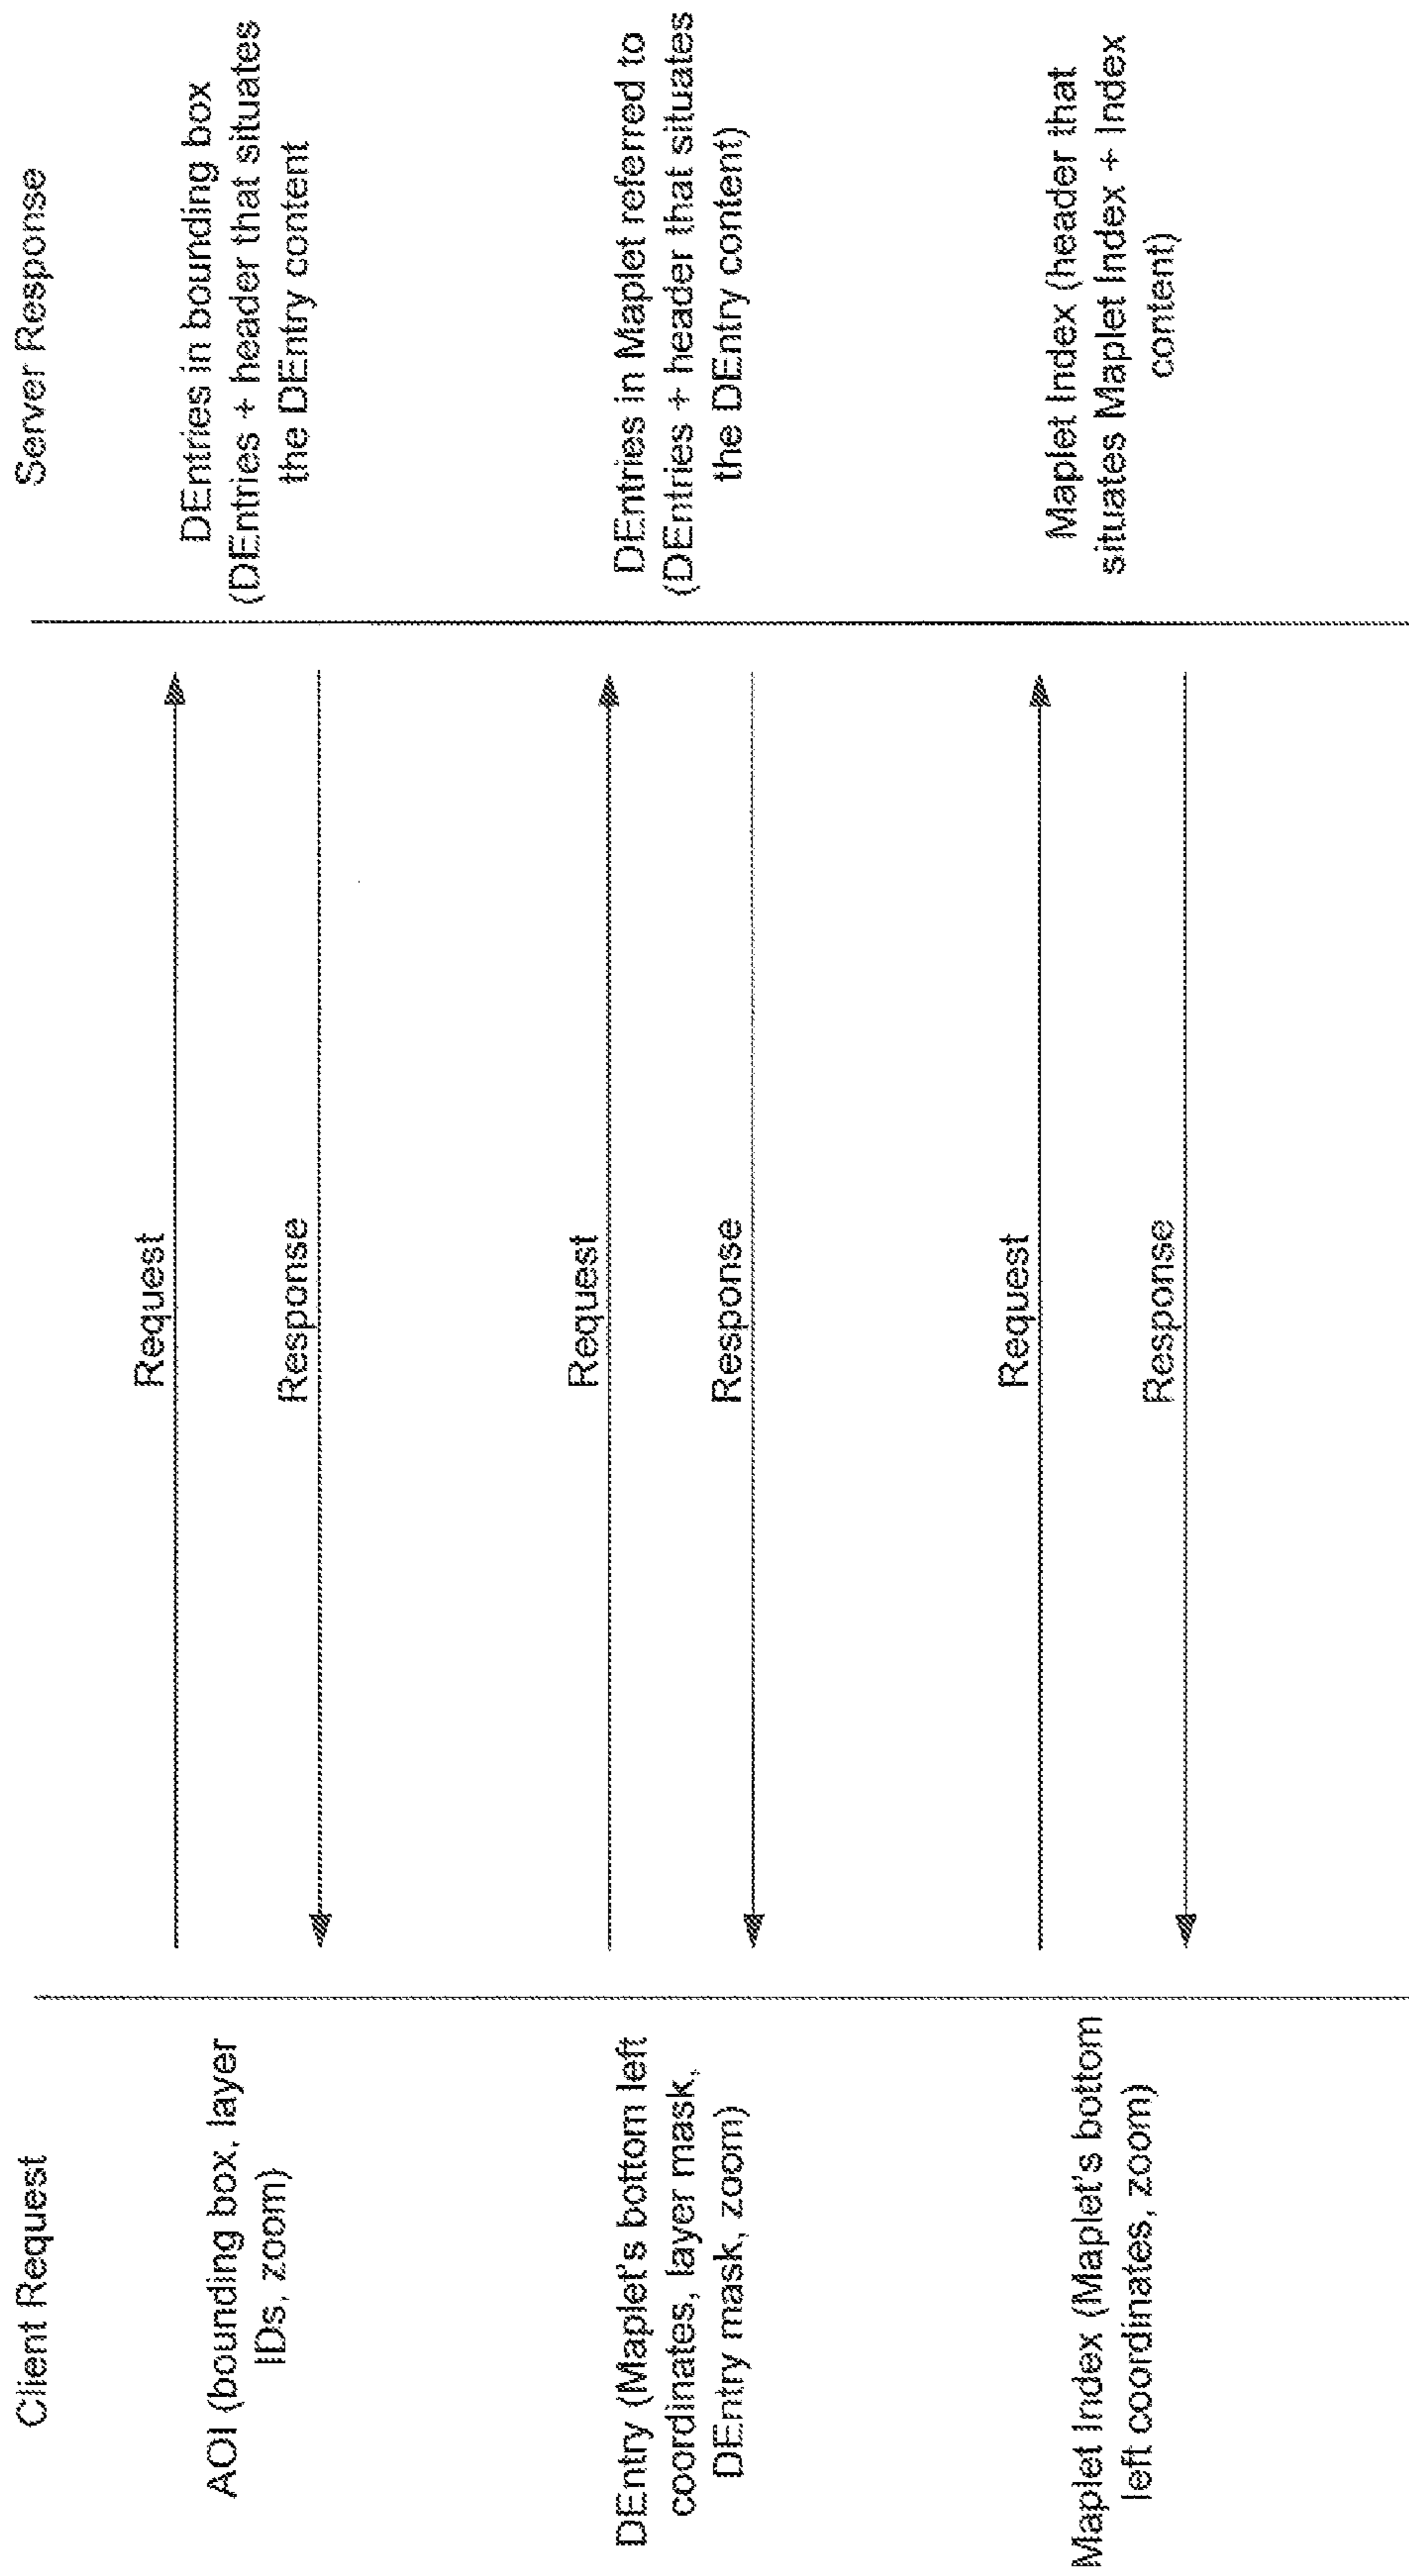 Client Request
Server Response
AOI (bounding box, layer
IDs, zoom)
Request
Response
DEntries in bounding box
(DEntries + header that situates
the DEntry content
DEntry (Maplet's bottom left
coordinates, layer mask,
DEntry mask, zoom)
Request
Response
DEntries in Maplet referred to
(DEntries + header that situates
the DEntry content)
Maplet Index (Maplet's bottom
left coordinates, zoom)
Request
Response
Maplet Index (header that
situates Maplet Index + Index
content)